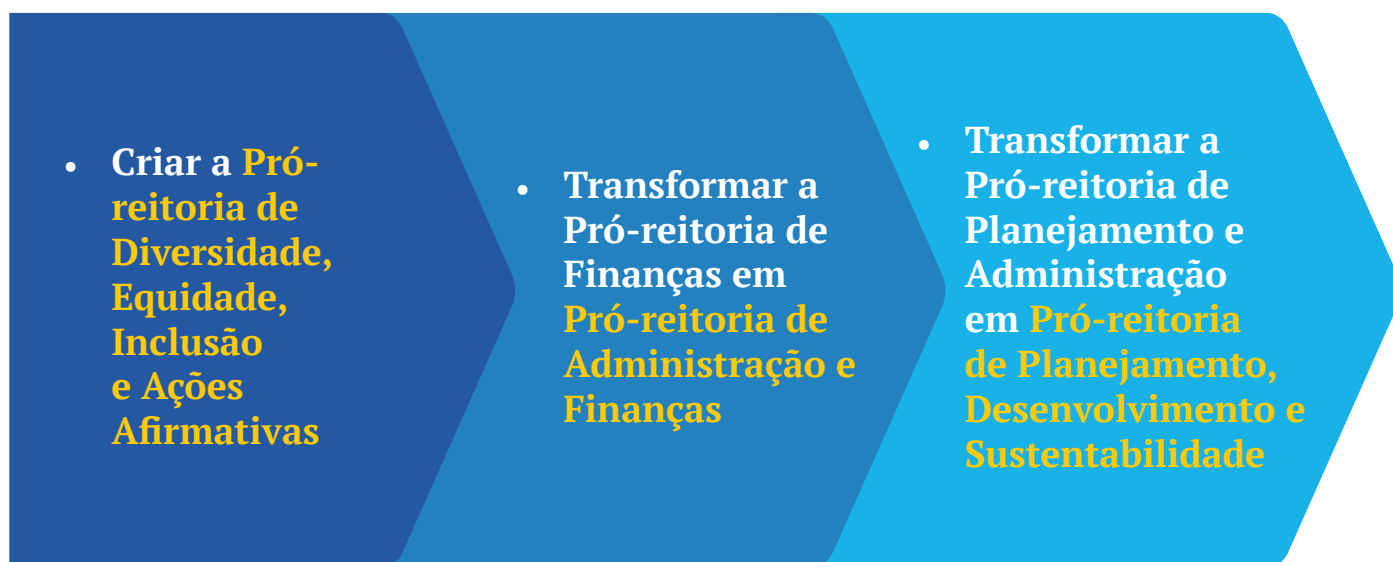 • Criar a Pró-
reitoria de
Diversidade,
Equidade,
Inclusão
e Ações
Afirmativas
• Transformar a
Pró-reitoria de
Finanças em
Pró-reitoria de
Administração e
Finanças
• Transformar a
Pró-reitoria de
Planejamento e
Administração
em Pró-reitoria
de Planejamento,
Desenvolvimento e
Sustentabilidade